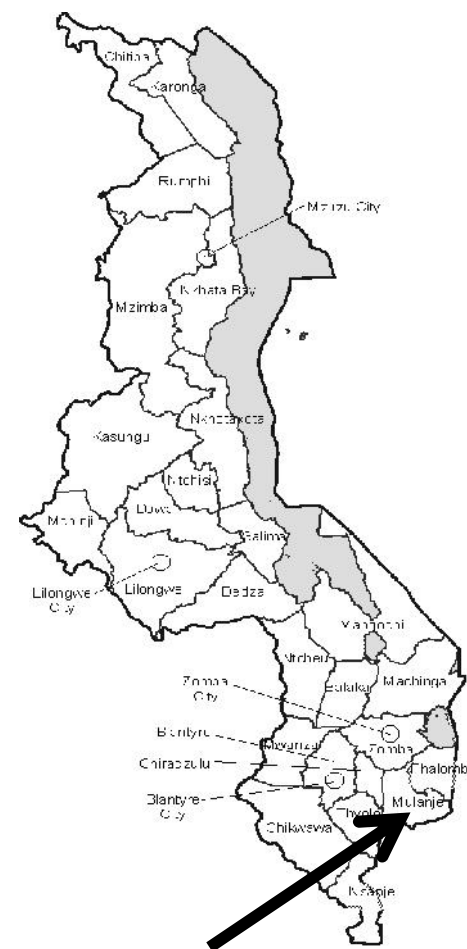 Chitipa
Karonga
Rumphi
Mzuzu City
Nkhata Bay
Mzimba
Nkhotakota
Kasungu
Ntchisi
Dowa
Mchinji
Salima
Lilongwe
City
Lilongwe
Dedza
Mangochi
Ntcheu
Machinga
Balaka
Zomba
City
Blantyre
Mwanza
Zomba
Chiradzulu
Phalomb
Blantyre
City
Mulanje
Thyolo
Chikwawa
Nsanje